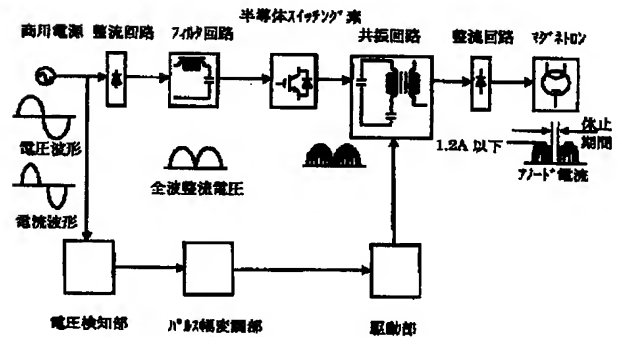 半導体スイッチング素
商用電源 整流回路 フィルタ回路 共振回路 整流回路 マグネトロン
電圧波形
全波整流電圧
電流波形
休止
期間
1.2A 以下
アノード電流
電圧検知部 パルス幅変調部 駆動部